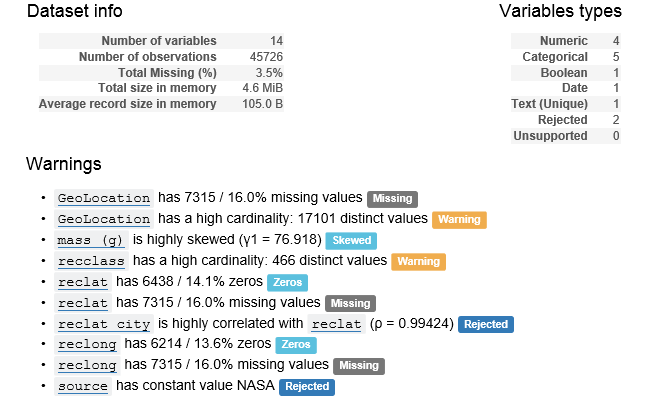 Dataset info
Variables types
Number of variables 14
Number of observations 45726
Total Missing (%) 3.5%
Total size in memory 4.6 MiB
Average record size in memory 105.0 B
Numeric 4
Categorical 5
Boolean 1
Date 1
Text (Unique) 1
Rejected 2
Unsupported 0
Warnings
• GeoLocation has 7315 / 16.0% missing values Missing
• GeoLocation has a high cardinality: 17101 distinct values Warning
• mass (g) is highly skewed (γ1 = 76.918) Skewed
• recclass has a high cardinality: 466 distinct values Warning
• reclat has 6438 / 14.1% zeros Zeros
• reclat has 7315 / 16.0% missing values Missing
• reclat city is highly correlated with reclat (ρ = 0.99424) Rejected
• reclong has 6214 / 13.6% zeros Zeros
• reclong has 7315 / 16.0% missing values Missing
• source has constant value NASA Rejected